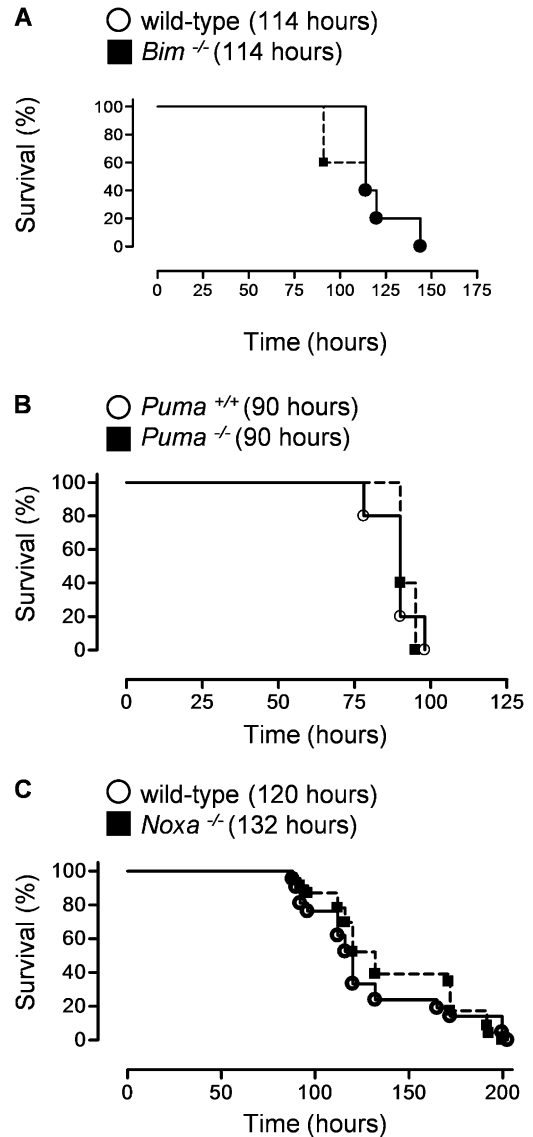 A
wild-type (114 hours)
Bim -/- (114 hours)
Survival (%)
100
80
60
40
20
0
0 25 50 75 100 125 150 175
Time (hours)
B
Puma +/+ (90 hours)
Puma -/- (90 hours)
Survival (%)
100
80
60
40
20
0
0 25 50 75 100 125
Time (hours)
C
wild-type (120 hours)
Noxa -/- (132 hours)
Survival (%)
100
80
60
40
20
0
0 50 100 150 200
Time (hours)